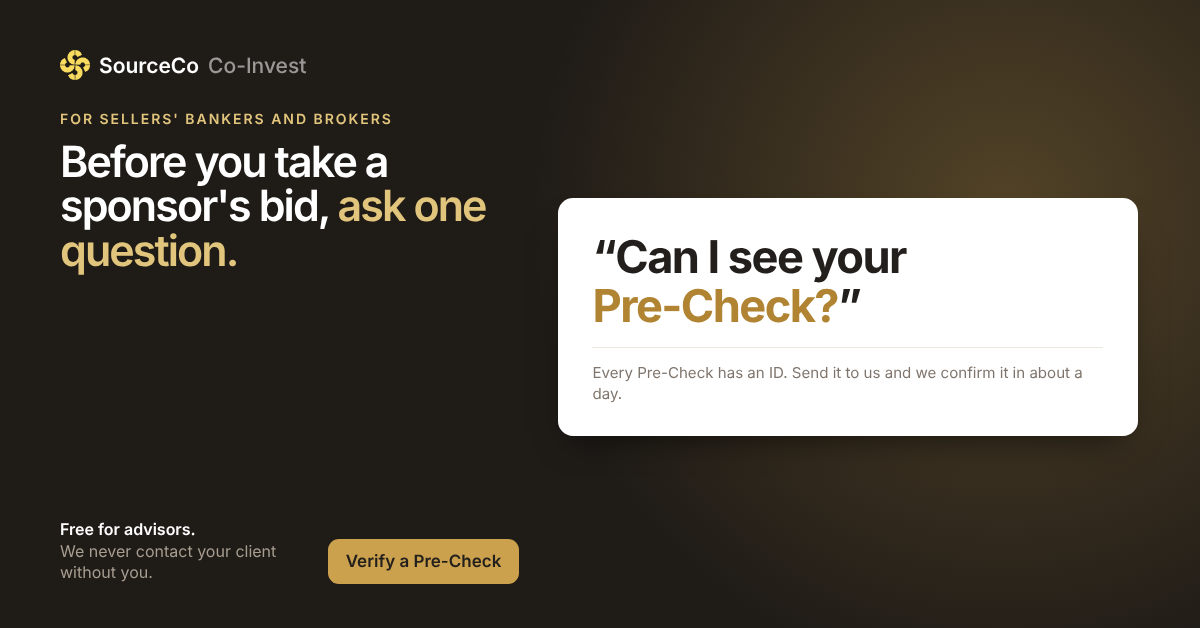 SourceCo Co-Invest
FOR SELLERS' BANKERS AND BROKERS
Before you take a
sponsor's bid, ask one
question.
“Can I see your
Pre-Check?”
Every Pre-Check has an ID. Send it to us and we confirm it in about a
day.
Free for advisors.
We never contact your client
without you.
Verify a Pre-Check